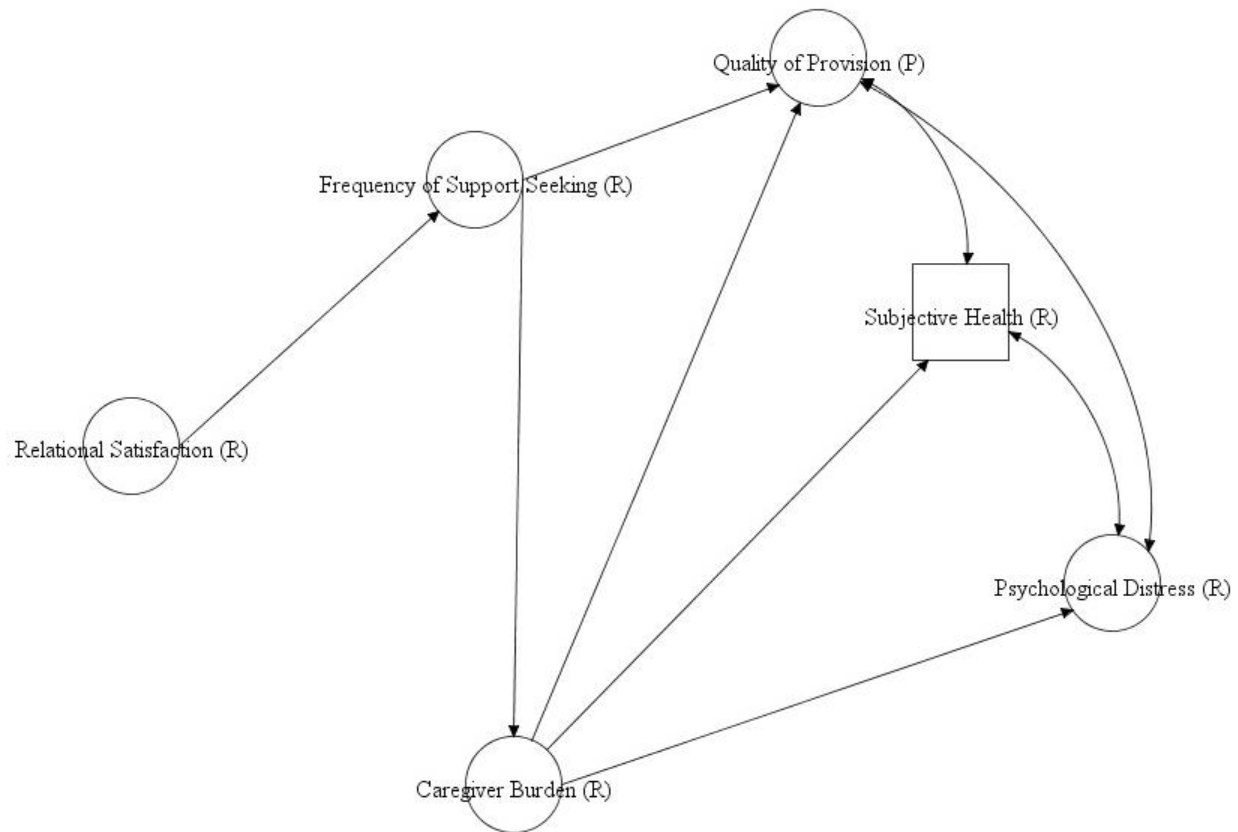 Quality of Provision (P)
Frequency of Support Seeking (R)
Subjective Health (R)
Relational Satisfaction (R)
Psychological Distress (R)
Caregiver Burden (R)